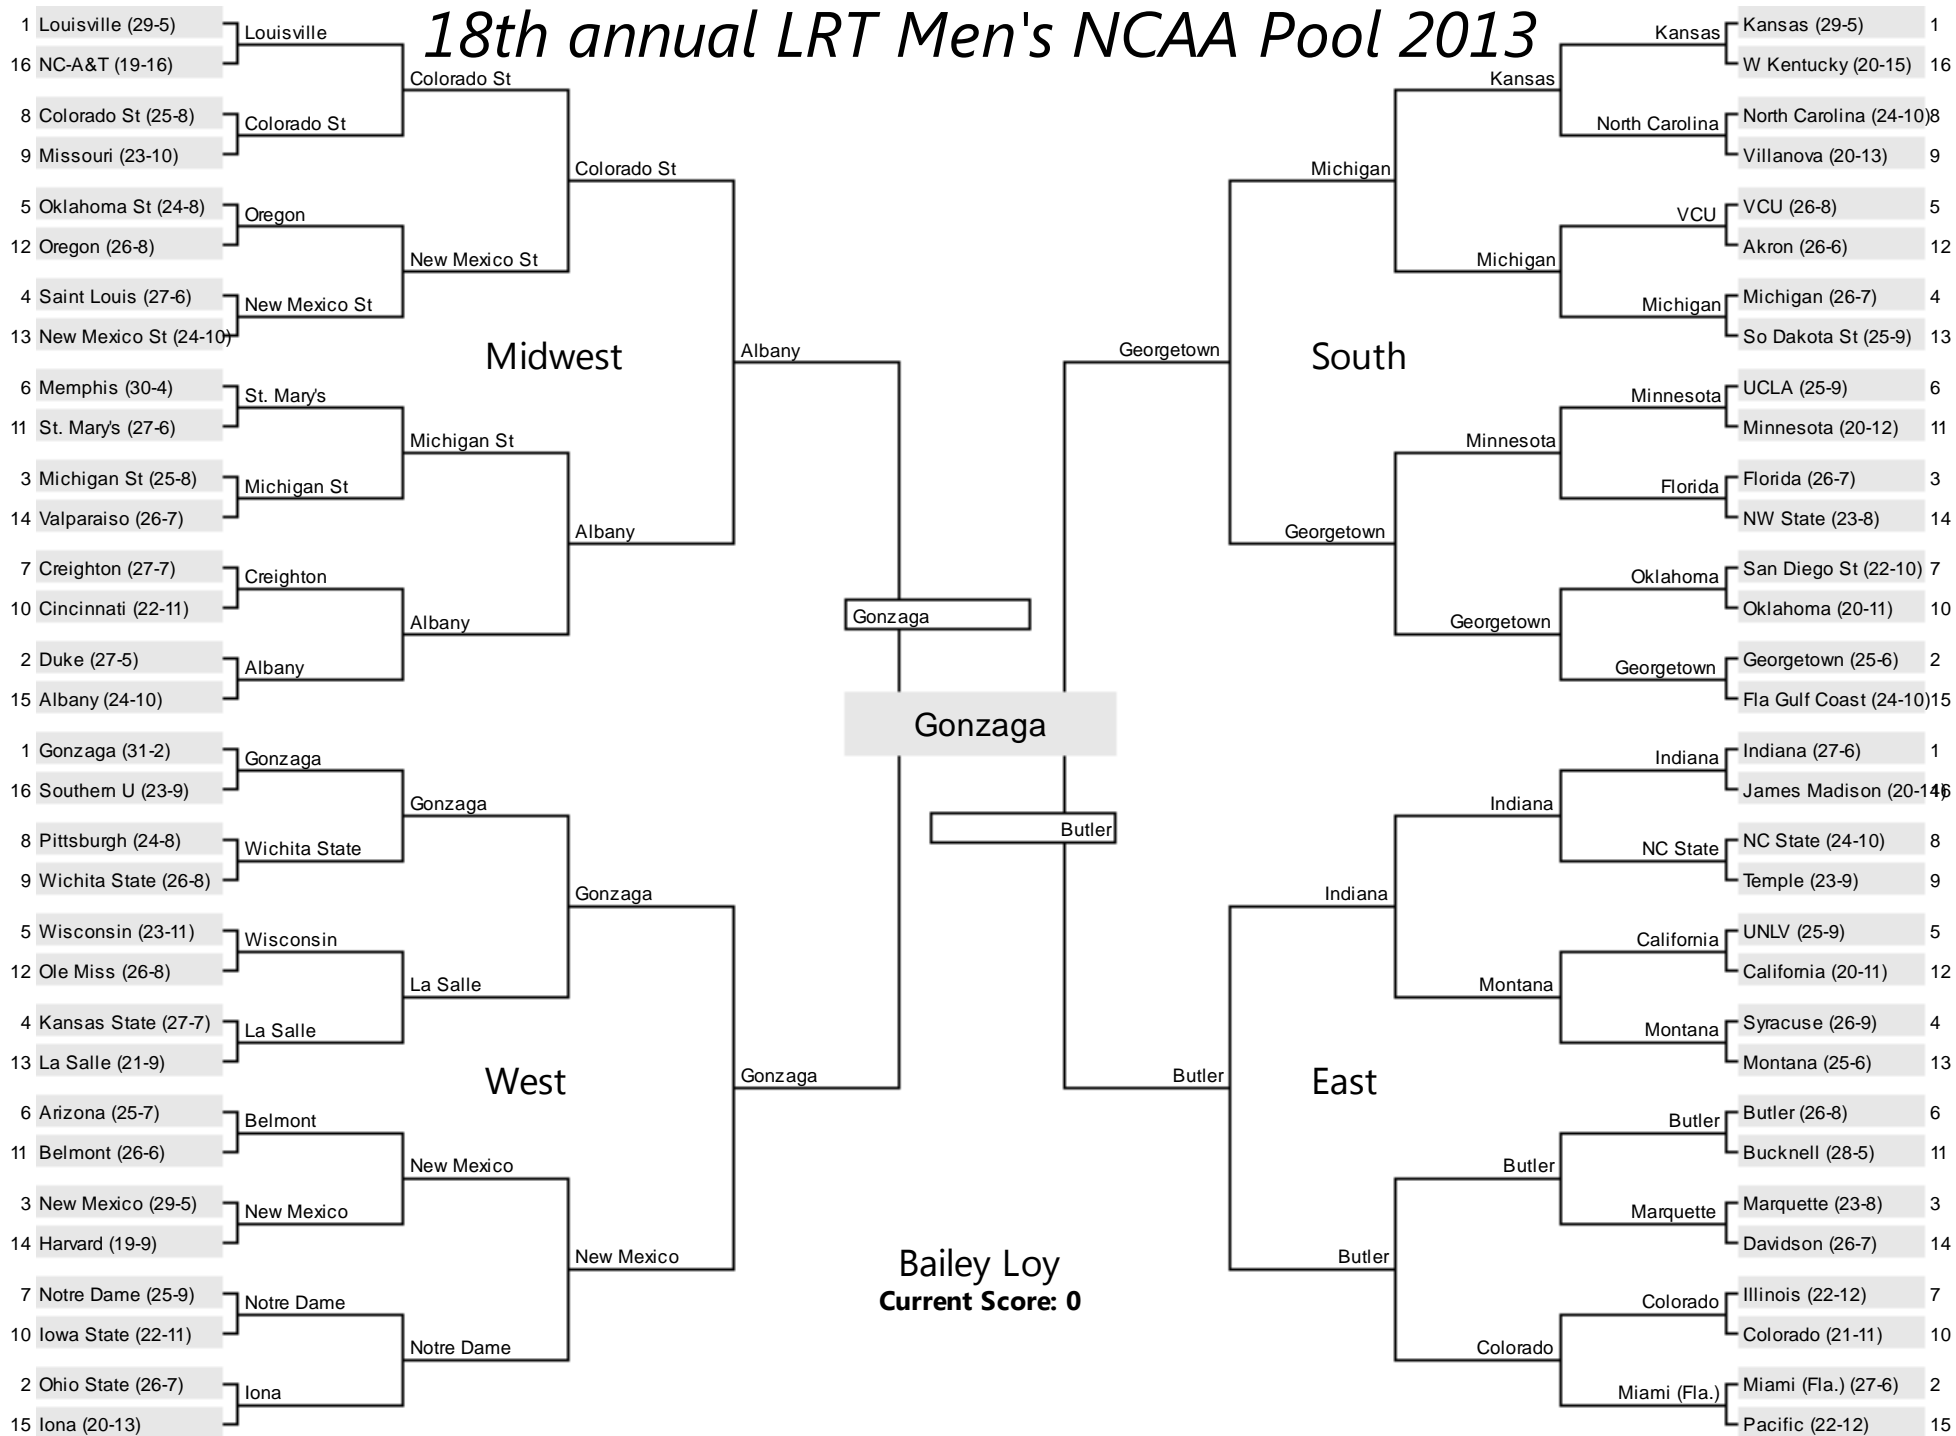 18th annual LRT Men's NCAA Pool 2013
1 Louisville (29-5)
16 NC-A&T (19-16)
8 Colorado St (25-8)
9 Missouri (23-10)
5 Oklahoma St (24-8)
12 Oregon (26-8)
4 Saint Louis (27-6)
13 New Mexico St (24-10)
6 Memphis (30-4)
11 St. Mary's (27-6)
3 Michigan St (25-8)
14 Valparaiso (26-7)
7 Creighton (27-7)
10 Cincinnati (22-11)
2 Duke (27-5)
15 Albany (24-10)
Louisville
Colorado St
Oregon
New Mexico St
St. Mary's
Michigan St
Creighton
Albany
Colorado St
New Mexico St
Michigan St
Albany
Colorado St
Albany
Albany
Midwest
1 Gonzaga (31-2)
16 Southern U (23-9)
8 Pittsburgh (24-8)
9 Wichita State (26-8)
5 Wisconsin (23-11)
12 Ole Miss (26-8)
4 Kansas State (27-7)
13 La Salle (21-9)
6 Arizona (25-7)
11 Belmont (26-6)
3 New Mexico (29-5)
14 Harvard (19-9)
7 Notre Dame (25-9)
10 Iowa State (22-11)
2 Ohio State (26-7)
15 Iona (20-13)
Gonzaga
Wichita State
Wisconsin
La Salle
Belmont
New Mexico
Notre Dame
Iona
Gonzaga
La Salle
New Mexico
Notre Dame
Gonzaga
New Mexico
Gonzaga
West
Gonzaga
Gonzaga
Butler
Bailey Loy
Current Score: 0
Kansas (29-5) 1
W Kentucky (20-15) 16
North Carolina (24-10) 8
Villanova (20-13) 9
VCU (26-8) 5
Akron (26-6) 12
Michigan (26-7) 4
So Dakota St (25-9) 13
UCLA (25-9) 6
Minnesota (20-12) 11
Florida (26-7) 3
NW State (23-8) 14
San Diego St (22-10) 7
Oklahoma (20-11) 10
Georgetown (25-6) 2
Fla Gulf Coast (24-10) 15
Kansas
North Carolina
VCU
Michigan
Minnesota
Florida
Oklahoma
Georgetown
Kansas
Michigan
Minnesota
Georgetown
Michigan
Georgetown
Georgetown
South
Indiana (27-6) 1
James Madison (20-14) 16
NC State (24-10) 8
Temple (23-9) 9
UNLV (25-9) 5
California (20-11) 12
Syracuse (26-9) 4
Montana (25-6) 13
Butler (26-8) 6
Bucknell (28-5) 11
Marquette (23-8) 3
Davidson (26-7) 14
Illinois (22-12) 7
Colorado (21-11) 10
Miami (Fla.) (27-6) 2
Pacific (22-12) 15
Indiana
NC State
California
Montana
Butler
Marquette
Colorado
Miami (Fla.)
Indiana
Montana
Butler
Colorado
Indiana
Butler
Butler
East